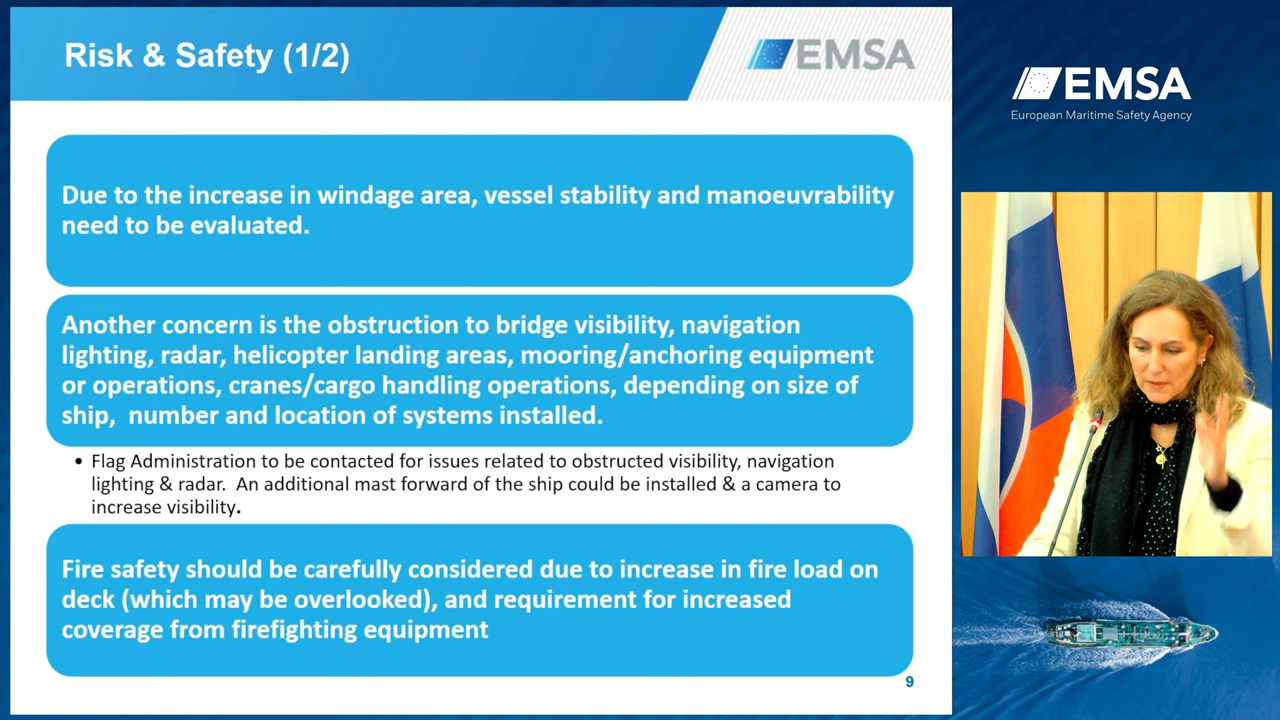 Risk & Safety (1/2)
EMSA
Due to the increase in windage area, vessel stability and manoeuvrability
need to be evaluated.
Another concern is the obstruction to bridge visibility, navigation
lighting, radar, helicopter landing areas, mooring/anchoring equipment
or operations, cranes/cargo handling operations, depending on size of
ship,  number and location of systems installed.
• Flag Administration to be contacted for issues related to obstructed visibility, navigation
lighting & radar.  An additional mast forward of the ship could be installed & a camera to
increase visibility.
Fire safety should be carefully considered due to increase in fire load on
deck (which may be overlooked), and requirement for increased
coverage from firefighting equipment
9
EMSA
European Maritime Safety Agency